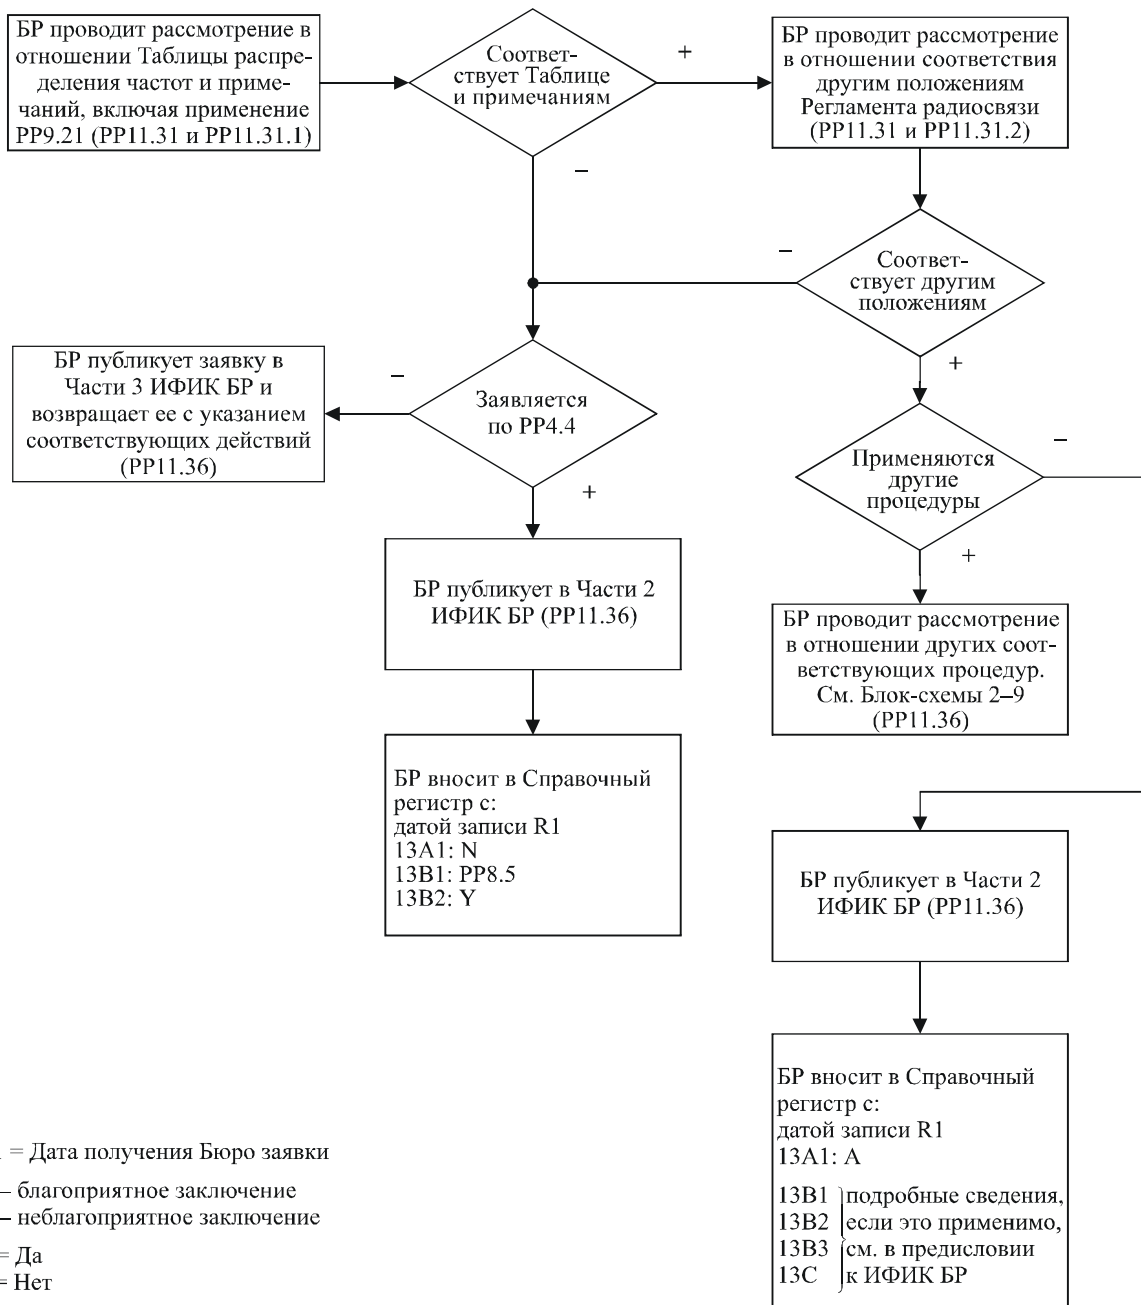 БР проводит рассмотрение в
отношении Таблицы распре-
деления частот и приме-
чаний, включая применение
РР9.21 (РР11.31 и РР11.31.1)
Соответ-
ствует Таблице
и примечаниям
+
–
БР проводит рассмотрение
в отношении соответствия
другим положениям
Регламента радиосвязи
(РР11.31 и РР11.31.2)
Соответ-
ствует другим
положениям
–
+
БР публикует заявку в
Части 3 ИФИК БР и
возвращает ее с указанием
соответствующих действий
(РР11.36)
–
Заявляется
по РР4.4
+
Применяются
другие
процедуры
–
+
БР публикует в Части 2
ИФИК БР (РР11.36)
БР проводит рассмотрение
в отношении других соот-
ветствующих процедур.
См. Блок-схемы 2–9
(РР11.36)
БР вносит в Справочный
регистр с:
датой записи R1
13A1: N
13B1: РР8.5
13B2: Y
БР публикует в Части 2
ИФИК БР (РР11.36)
БР вносит в Справочный
регистр с:
датой записи R1
13A1: A
13B1 подробные сведения,
13B2 если это применимо,
13B3 см. в предисловии
13C к ИФИК БР
= Дата получения Бюро заявки
– благоприятное заключение
– неблагоприятное заключение
= Да
= Нет